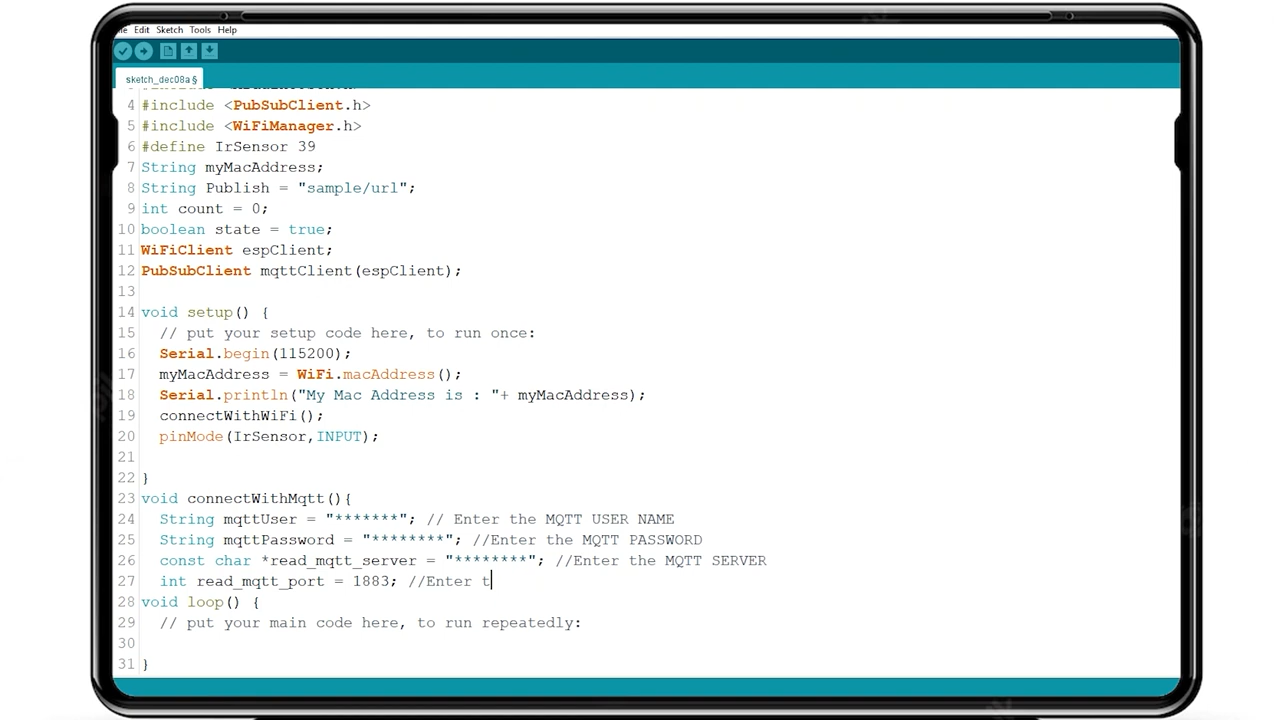 Edit Sketch Tools Help
sketch_dec08a §
4 #include <PubSubClient.h>
5 #include <WiFiManager.h>
6 #define IrSensor 39
7 String myMacAddress;
8 String Publish = "sample/url";
9 int count = 0;
10 boolean state = true;
11 WiFiClient espClient;
12 PubSubClient mqttClient(espClient);
13
14 void setup() {
15 // put your setup code here, to run once:
16 Serial.begin(115200);
17 myMacAddress = WiFi.macAddress();
18 Serial.println("My Mac Address is : "+ myMacAddress);
19 connectWithWiFi();
20 pinMode(IrSensor,INPUT);
21
22 }
23 void connectWithMqtt(){
24 String mqttUser = "*******"; // Enter the MQTT USER NAME
25 String mqttPassword = "********"; //Enter the MQTT PASSWORD
26 const char *read_mqtt_server = "********"; //Enter the MQTT SERVER
27 int read_mqtt_port = 1883; //Enter t
28 void loop() {
29 // put your main code here, to run repeatedly:
30
31 }